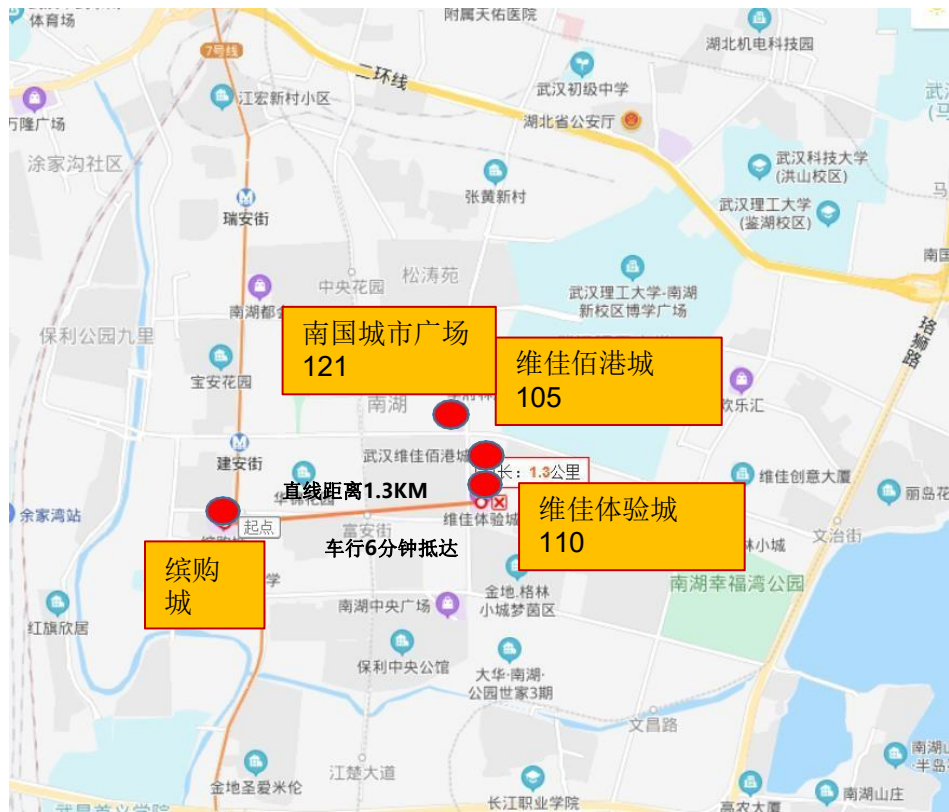 体育场
附属天佑医院
湖北机电科技园
7号线
二环线
武汉初级中学
江宏新村小区
湖北省公安厅
万隆广场
涂家沟社区
武汉科技大学
(洪山校区)
张黄新村
瑞安街
武汉理工大学
(鉴湖校区)
松涛苑
中央花园
武汉理工大学-南湖
新校区博学广场
南湖都
保利公园九里
珞狮路
南国城市广场
121
维佳佰港城
105
宝安花园
南湖
欢乐汇
建安街
武汉维佳佰港城
长：1.3公里
维佳创意大厦
华锦花园
直线距离1.3KM
余家湾站
起点
富安街
维佳体验城
维佳体验城
110
车行6分钟抵达
林小城
文治街
缤购
城
金地.格林
小城梦茵区
南湖幸福湾公园
红旗欣居
南湖中央广场
保利中央公馆
大华·南湖·
公园世家3期
文昌路
金地圣爱米伦
江楚大道
长江职业学院
高农大厦
南湖山庄
半岛